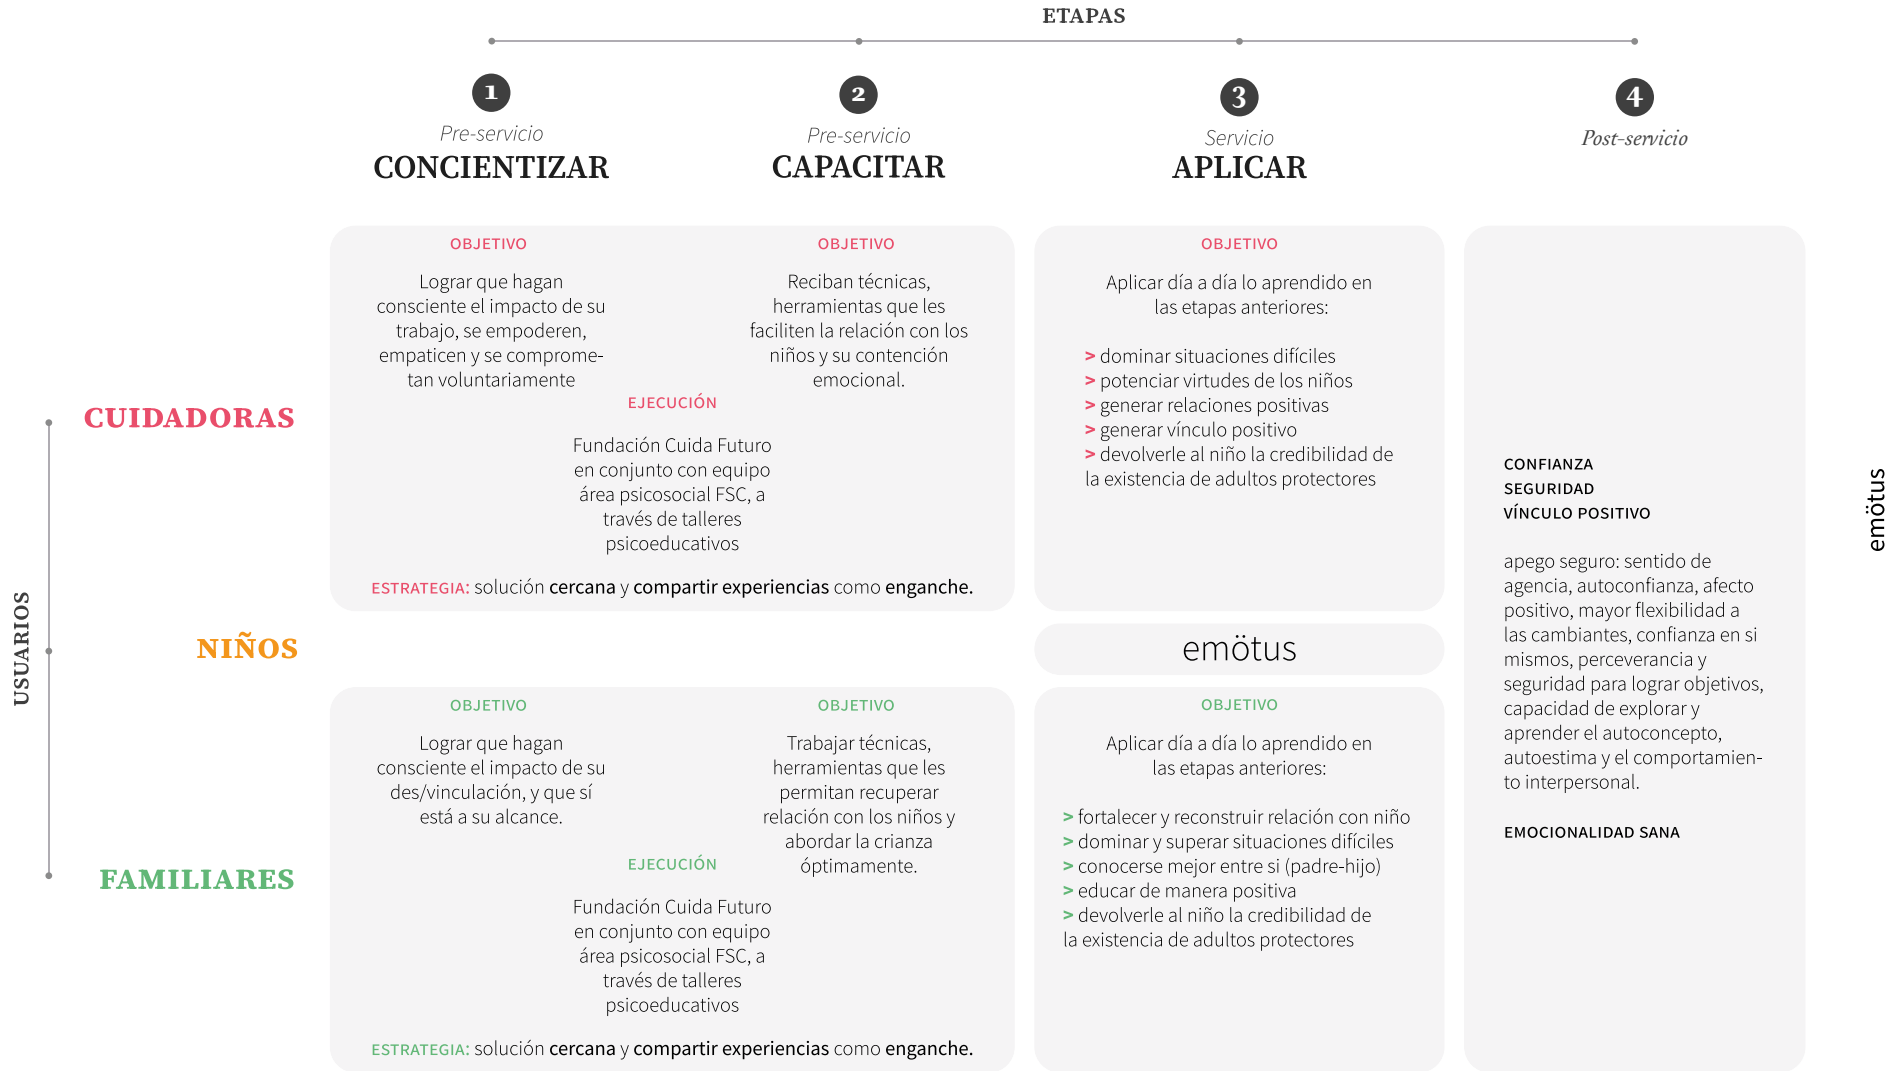 ETAPAS
1
Pre-servicio
CONCIENTIZAR
2
Pre-servicio
CAPACITAR
3
Servicio
APLICAR
4
Post-servicio
USUARIOS
CUIDADORAS
OBJETIVO
Lograr que hagan
consciente el impacto de su
trabajo, se empoderen,
empaticen y se comprome-
tan voluntariamente
OBJETIVO
Reciban técnicas,
herramientas que les
faciliten la relación con los
niños y su contención
emocional.
EJECUCIÓN
Fundación Cuida Futuro
en conjunto con equipo
área psicosocial FSC, a
través de talleres
psicoeducativos
ESTRATEGIA: solución cercana y compartir experiencias como enganche.
OBJETIVO
Aplicar día a día lo aprendido en
las etapas anteriores:
> dominar situaciones difíciles
> potenciar virtudes de los niños
> generar relaciones positivas
> generar vínculo positivo
> devolverle al niño la credibilidad de
la existencia de adultos protectores
NIÑOS
emötus
FAMILIARES
OBJETIVO
Lograr que hagan
consciente el impacto de su
des/vinculación, y que sí
está a su alcance.
OBJETIVO
Trabajar técnicas,
herramientas que les
permitan recuperar
relación con los niños y
abordar la crianza
óptimamente.
EJECUCIÓN
Fundación Cuida Futuro
en conjunto con equipo
área psicosocial FSC, a
través de talleres
psicoeducativos
ESTRATEGIA: solución cercana y compartir experiencias como enganche.
OBJETIVO
Aplicar día a día lo aprendido en
las etapas anteriores:
> fortalecer y reconstruir relación con niño
> dominar y superar situaciones difíciles
> conocerse mejor entre si (padre-hijo)
> educar de manera positiva
> devolverle al niño la credibilidad de
la existencia de adultos protectores
CONFIANZA
SEGURIDAD
VÍNCULO POSITIVO
apego seguro: sentido de
agencia, autoconfianza, afecto
positivo, mayor flexibilidad a
las cambiantes, confianza en si
mismos, perceverancia y
seguridad para lograr objetivos,
capacidad de explorar y
aprender el autoconcepto,
autoestima y el comportamien-
to interpersonal.
EMOCIONALIDAD SANA
emötus